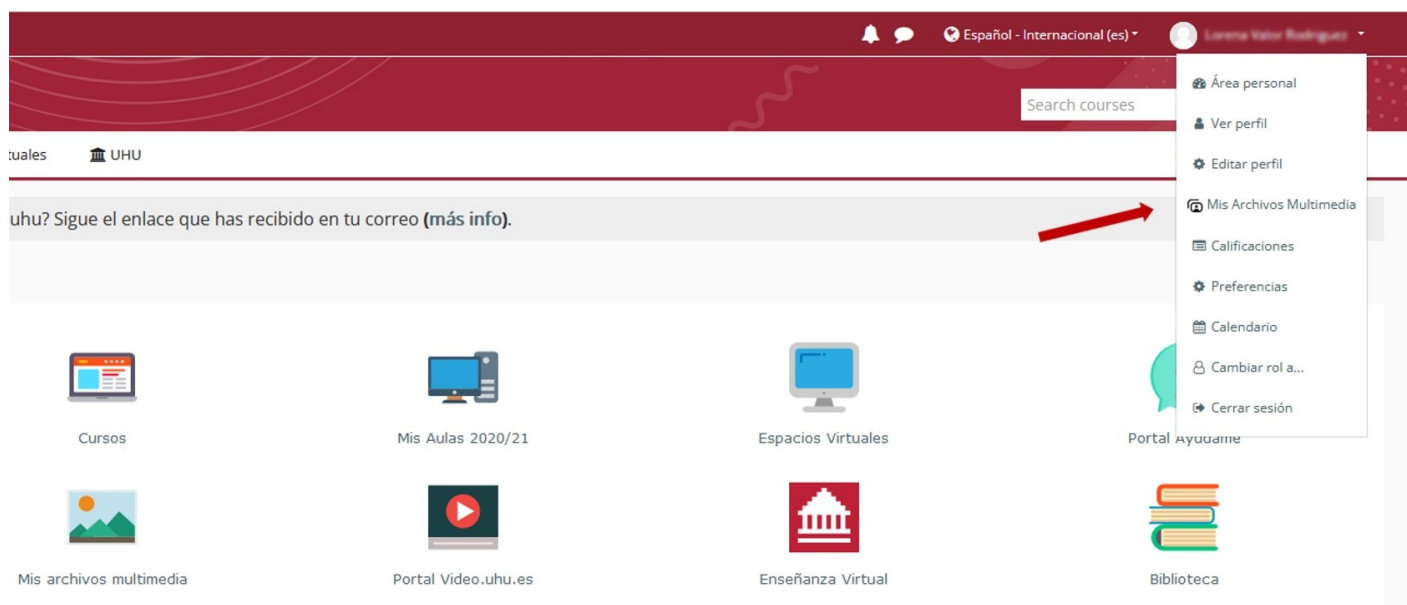 Español - Internacional (es)
Search courses
Área personal
Ver perfil
Editar perfil
Mis Archivos Multimedia
Calificaciones
Preferencias
Calendario
Cambiar rol a...
Cerrar sesión
tuales UHU
uhu? Sigue el enlace que has recibido en tu correo (más info).
Cursos
Mis Aulas 2020/21
Espacios Virtuales
Portal Ayúdame
Mis archivos multimedia
Portal Video.uhu.es
Enseñanza Virtual
Biblioteca